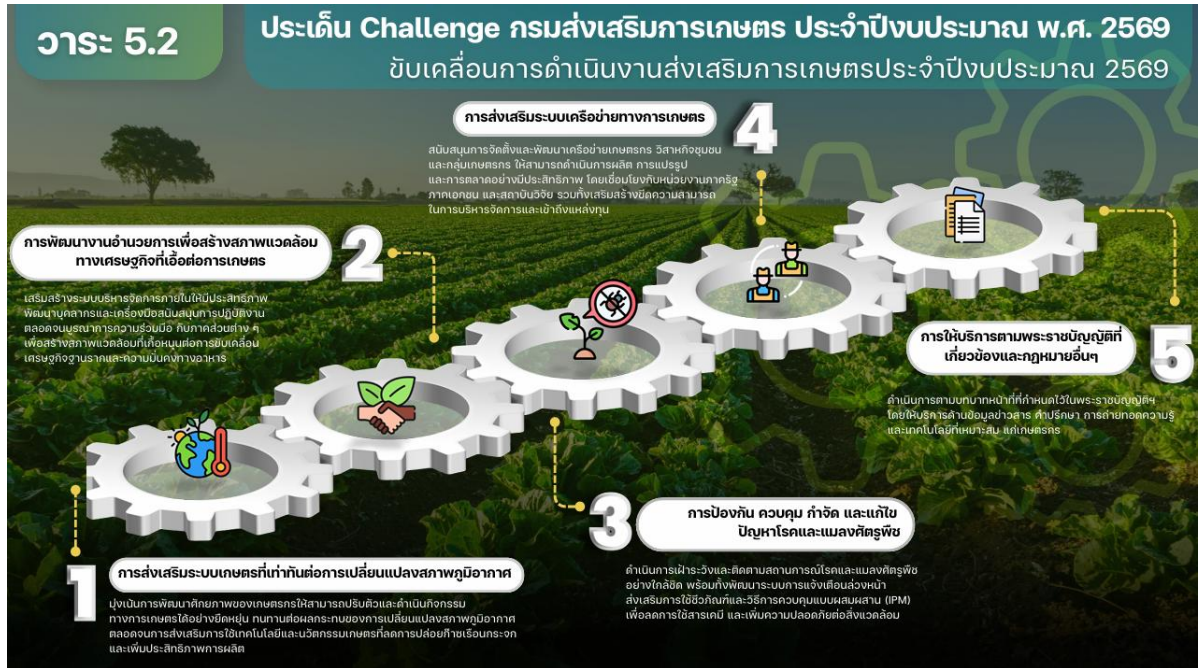 วาระ 5.2
ประเด็น Challenge กรมส่งเสริมการเกษตร ประจำปีงบประมาณ พ.ศ. 2569
ขับเคลื่อนการดำเนินงานส่งเสริมการเกษตรประจำปีงบประมาณ 2569
1
การส่งเสริมระบบเกษตรที่เท่าทันต่อการเปลี่ยนแปลงสภาพภูมิอากาศ
มุ่งเน้นการพัฒนาศักยภาพของเกษตรกรให้สามารถปรับตัวและดำเนินกิจกรรม
ทางการเกษตรได้อย่างยืดหยุ่น ทนทานต่อผลกระทบของการเปลี่ยนแปลงสภาพภูมิอากาศ
ตลอดจนการส่งเสริมการใช้เทคโนโลยีและนวัตกรรมเกษตรที่ลดการปล่อยก๊าซเรือนกระจก
และเพิ่มประสิทธิภาพการผลิต
2
การพัฒนางานอำนวยการเพื่อสร้างสภาพแวดล้อม
ทางเศรษฐกิจที่เอื้อต่อการเกษตร
เสริมสร้างระบบบริหารจัดการภายในให้มีประสิทธิภาพ
พัฒนาบุคลากรและเครื่องมือสนับสนุนการปฏิบัติงาน
ตลอดจนบูรณาการความร่วมมือ กับภาคส่วนต่าง ๆ
เพื่อสร้างสภาพแวดล้อมที่เกื้อหนุนต่อการขับเคลื่อน
เศรษฐกิจฐานรากและความมั่นคงทางอาหาร
3
การป้องกัน ควบคุม กำจัด และแก้ไข
ปัญหาโรคและแมลงศัตรูพืช
ดำเนินการเฝ้าระวังและติดตามสถานการณ์โรคและแมลงศัตรูพืช
อย่างใกล้ชิด พร้อมทั้งพัฒนาระบบการแจ้งเตือนล่วงหน้า
ส่งเสริมการใช้ชีวภัณฑ์และวิธีการควบคุมแบบผสมผสาน (IPM)
เพื่อลดการใช้สารเคมี และเพิ่มความปลอดภัยต่อสิ่งแวดล้อม
4
การส่งเสริมระบบเครือข่ายทางการเกษตร
สนับสนุนการจัดตั้งและพัฒนาเครือข่ายเกษตรกร วิสาหกิจชุมชน
และกลุ่มเกษตรกร ให้สามารถดำเนินการผลิต การแปรรูป
และการตลาดอย่างมีประสิทธิภาพ โดยเชื่อมโยงกับหน่วยงานภาครัฐ
ภาคเอกชน และสถาบันวิจัย รวมทั้งเสริมสร้างขีดความสามารถ
ในการบริหารจัดการและเข้าถึงแหล่งทุน
5
การให้บริการตามพระราชบัญญัติที่
เกี่ยวข้องและกฎหมายอื่นๆ
ดำเนินการตามบทบาทหน้าที่ที่กำหนดไว้ในพระราชบัญญัติฯ
โดยให้บริการด้านข้อมูลข่าวสาร คำปรึกษา การถ่ายทอดความรู้
และเทคโนโลยีที่เหมาะสม แก่เกษตรกร